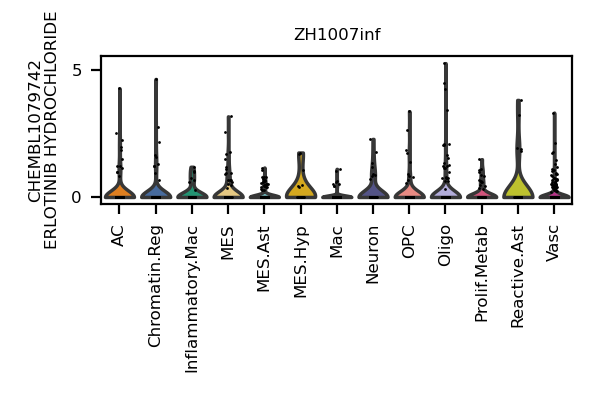 ZH1007inf
CHEMBL1079742
ERLOTINIB HYDROCHLORIDE
5
0
AC
Chromatin.Reg
Inflammatory.Mac
MES
MES.Ast
MES.Hyp
Mac
Neuron
OPC
Oligo
Prolif.Metab
Reactive.Ast
Vasc